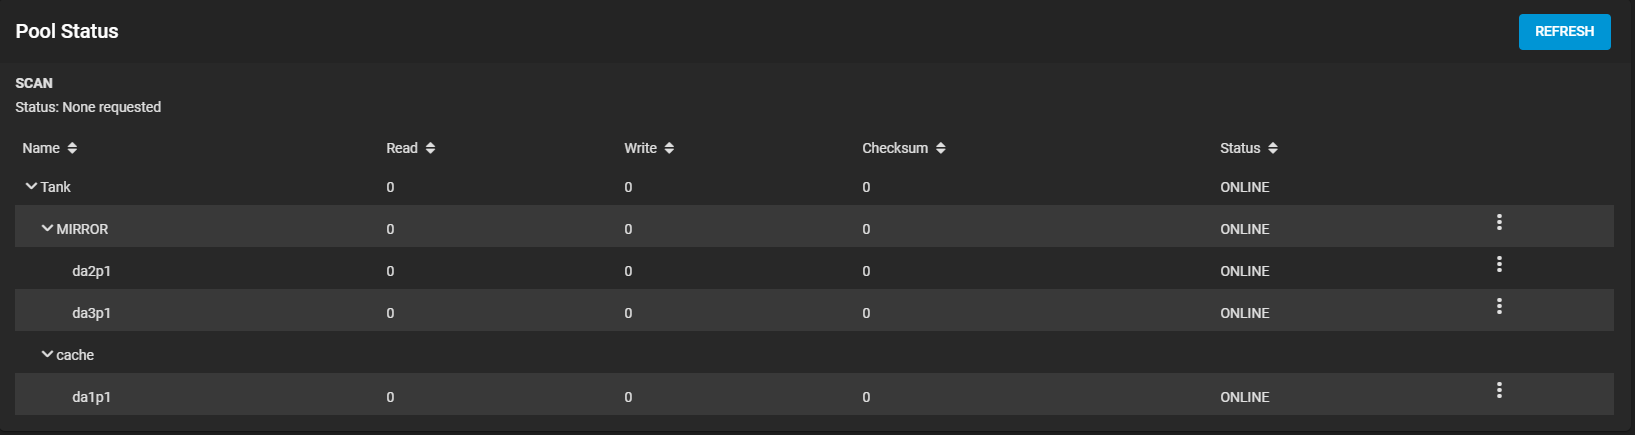 Pool Status
REFRESH
SCAN
Status: None requested
Name Read Write Checksum Status
Tank 0 0 0 ONLINE
MIRROR 0 0 0 ONLINE
da2p1 0 0 0 ONLINE
da3p1 0 0 0 ONLINE
cache
da1p1 0 0 0 ONLINE